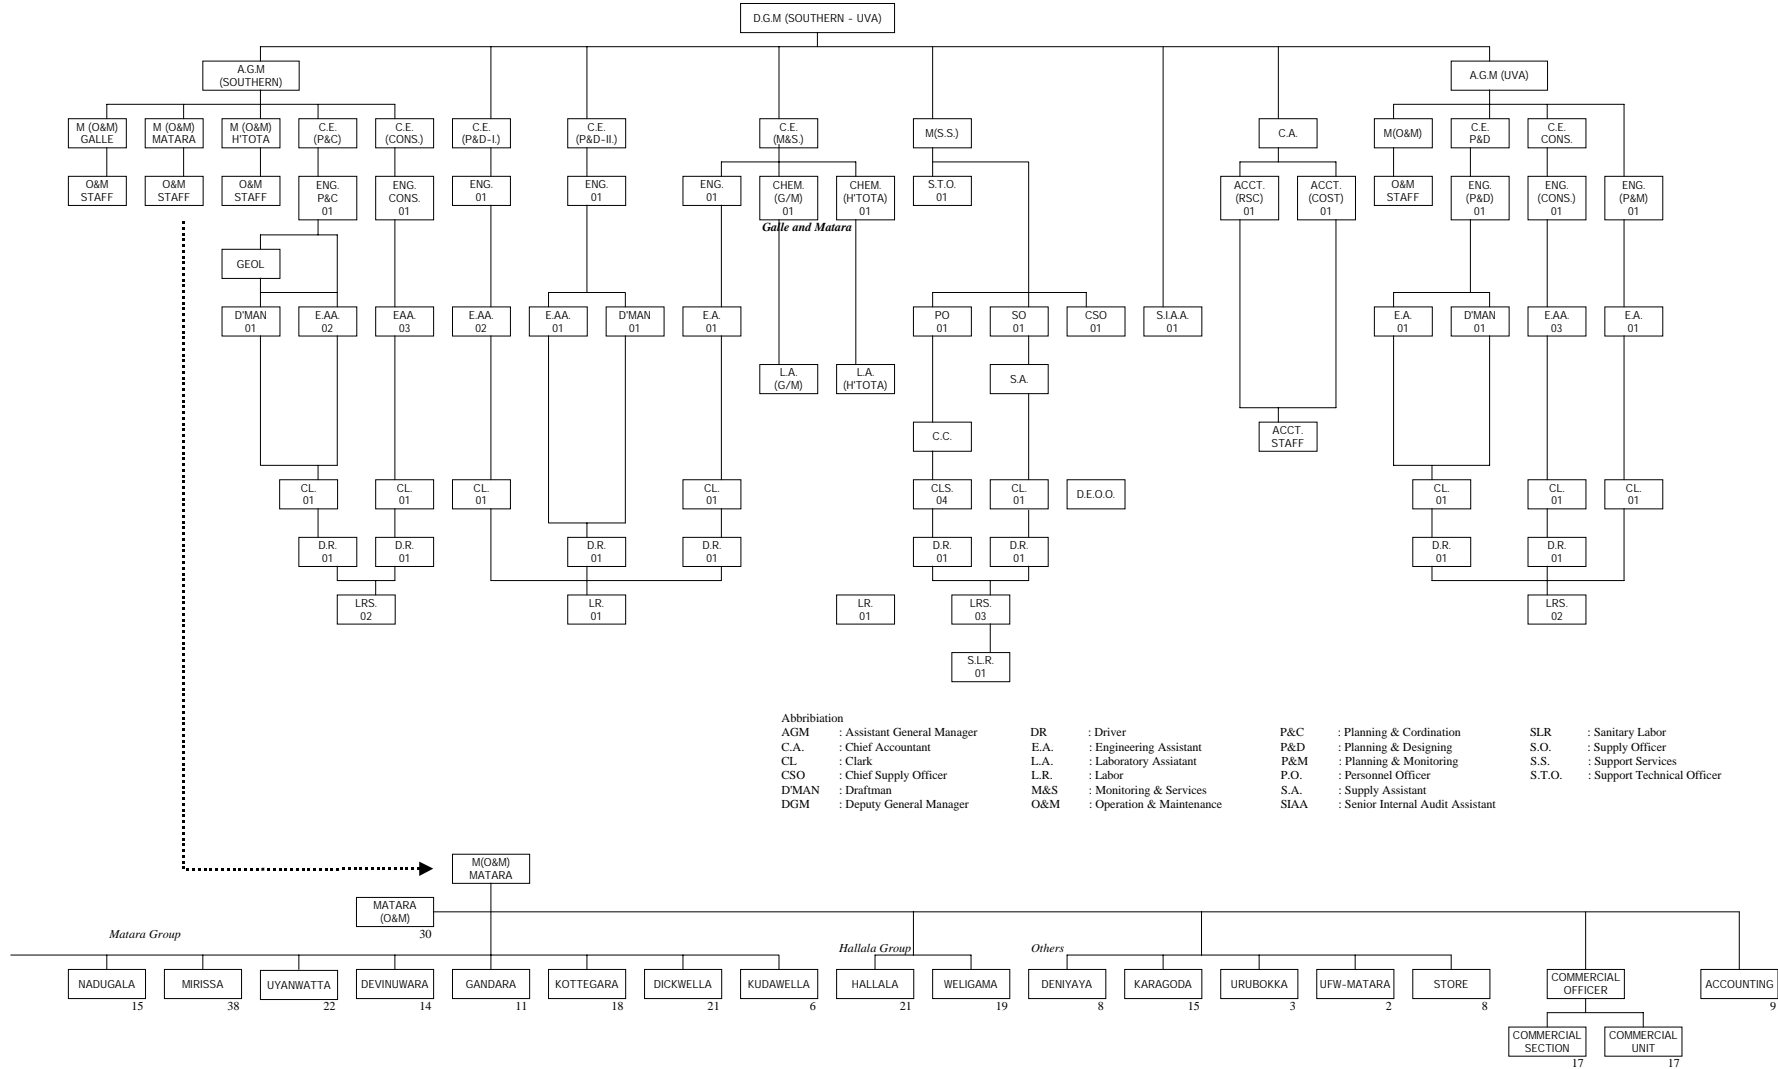 D.G.M (SOUTHERN - UVA)
A.G.M
(SOUTHERN)
A.G.M (UVA)
M (O&M)
GALLE
M (O&M)
MATARA
M (O&M)
H'TOTA
C.E.
(P&C)
C.E.
(CONS.)
C.E.
(P&D-I.)
C.E.
(P&D-II.)
C.E.
(M&S.)
M(S.S.)
C.A.
M(O&M)
C.E.
P&D
C.E.
CONS.
O&M
STAFF
O&M
STAFF
O&M
STAFF
ENG.
P&C
01
ENG.
CONS.
01
ENG.
01
ENG.
01
ENG.
01
CHEM.
(G/M)
01
CHEM.
(H'TOTA)
01
S.T.O.
01
ACCT.
(RSC)
01
ACCT.
(COST)
01
O&M
STAFF
ENG.
(P&D)
01
ENG.
(CONS.)
01
ENG.
(P&M)
01
Galle and Matara
GEOL
D'MAN
01
E.AA.
02
EAA.
03
E.AA.
02
E.AA.
01
D'MAN
01
E.A.
01
PO
01
SO
01
CSO
01
S.I.A.A.
01
E.A.
01
D'MAN
01
E.AA.
03
E.A.
01
L.A.
(G/M)
L.A.
(H'TOTA)
S.A.
C.C.
ACCT.
STAFF
CL.
01
CL.
01
CL.
01
CL.
01
CLS.
04
CL.
01
D.E.O.O.
CL.
01
CL.
01
CL.
01
D.R.
01
D.R.
01
D.R.
01
D.R.
01
D.R.
01
D.R.
01
D.R.
01
D.R.
01
LRS.
02
LR.
01
LR.
01
LRS.
03
LRS.
02
S.L.R.
01
Abbribiation
AGM : Assistant General Manager DR : Driver P&C : Planning & Cordination SLR : Sanitary Labor
C.A. : Chief Accountant E.A. : Engineering Assistant P&D : Planning & Designing S.O. : Supply Officer
CL : Clark L.A. : Laboratory Assiatant P&M : Planning & Monitoring S.S. : Support Services
CSO : Chief Supply Officer L.R. : Labor P.O. : Personnel Officer S.T.O. : Support Technical Officer
D'MAN : Draftman M&S : Monitoring & Services S.A. : Supply Assistant
DGM : Deputy General Manager O&M : Operation & Maintenance SIAA : Senior Internal Audit Assistant
M(O&M)
MATARA
MATARA
(O&M)
30
Matara Group
Hallala Group
Others
NADUGALA
15
MIRISSA
38
UYANWATTA
22
DEVINUWARA
14
GANDARA
11
KOTTEGARA
18
DICKWELLA
21
KUDAWELLA
6
HALLALA
21
WELIGAMA
19
DENIYAYA
8
KARAGODA
15
URUBOKKA
3
UFW-MATARA
2
STORE
8
COMMERCIAL
OFFICER
ACCOUNTING
9
COMMERCIAL
SECTION
17
COMMERCIAL
UNIT
17